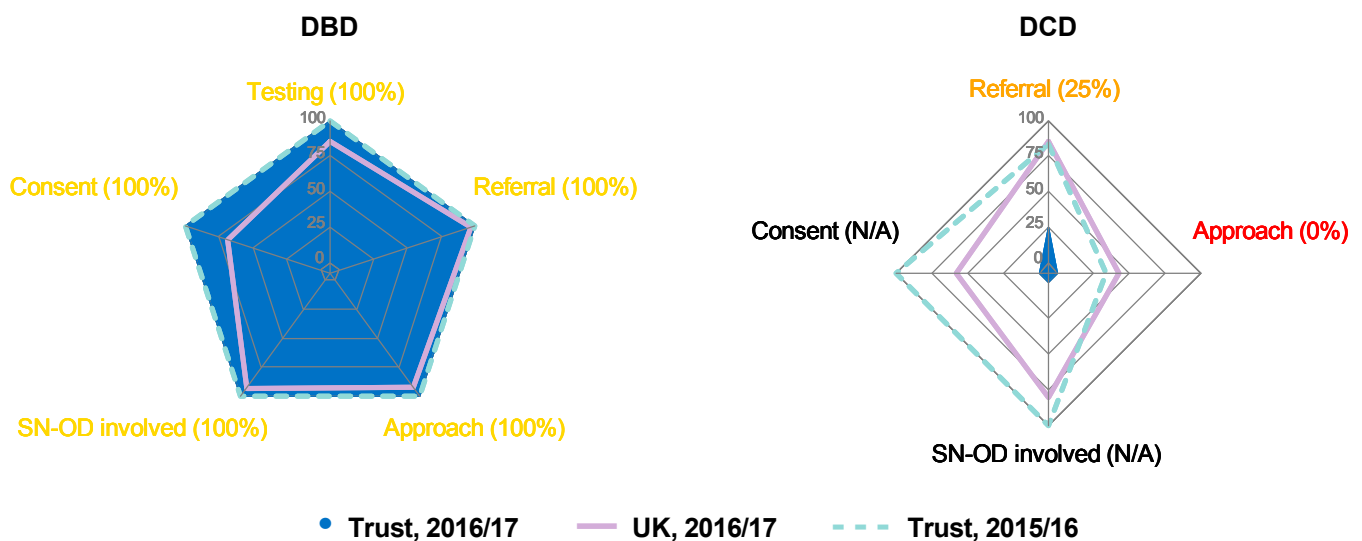 DBD
Testing (100%)
100
75
50
25
0
Consent (100%)
Referral (100%)
SN-OD involved (100%)
Approach (100%)
DCD
Referral (25%)
100
75
50
25
0
Consent (N/A)
Approach (0%)
SN-OD involved (N/A)
Trust, 2016/17
UK, 2016/17
Trust, 2015/16